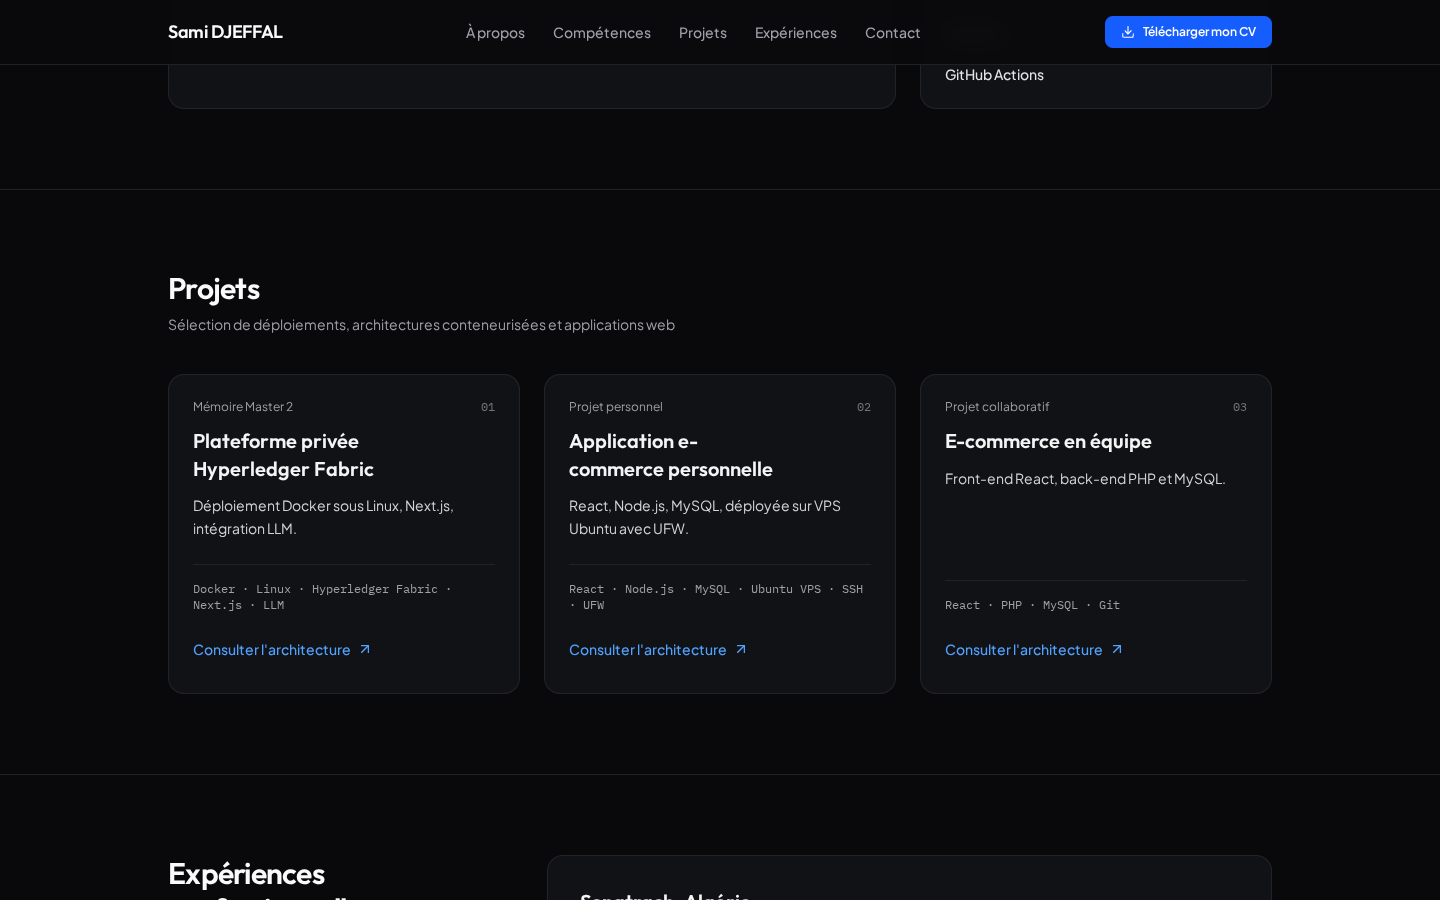 Sami DJEFFAL
À propos
Compétences
Projets
Expériences
Contact
Télécharger mon CV
GitHub Actions
Projets
Sélection de déploiements, architectures conteneurisées et applications web
Mémoire Master 2
01
Plateforme privée
Hyperledger Fabric
Déploiement Docker sous Linux, Next.js,
intégration LLM.
Docker · Linux · Hyperledger Fabric ·
Next.js · LLM
Consulter l'architecture
Projet personnel
02
Application e-
commerce personnelle
React, Node.js, MySQL, déployée sur VPS
Ubuntu avec UFW.
React · Node.js · MySQL · Ubuntu VPS · SSH
· UFW
Consulter l'architecture
Projet collaboratif
03
E-commerce en équipe
Front-end React, back-end PHP et MySQL.
React · PHP · MySQL · Git
Consulter l'architecture
Expériences
Sonatrach, Algérie